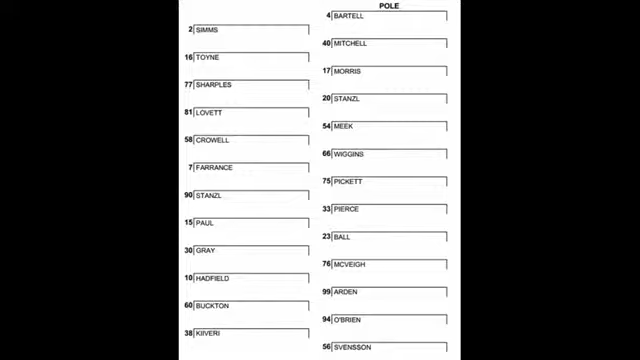 POLE
4 BARTELL
2 SIMMS
40 MITCHELL
16 TOYNE
17 MORRIS
77 SHARPLES
20 STANZL
81 LOVETT
54 MEEK
58 CROWELL
66 WIGGINS
7 FARRANCE
75 PICKETT
90 STANZL
33 PIERCE
15 PAUL
23 BALL
30 GRAY
76 MCVEIGH
10 HADFIELD
99 ARDEN
60 BUCKTON
94 O'BRIEN
38 KIIVERI
56 SVENSSON